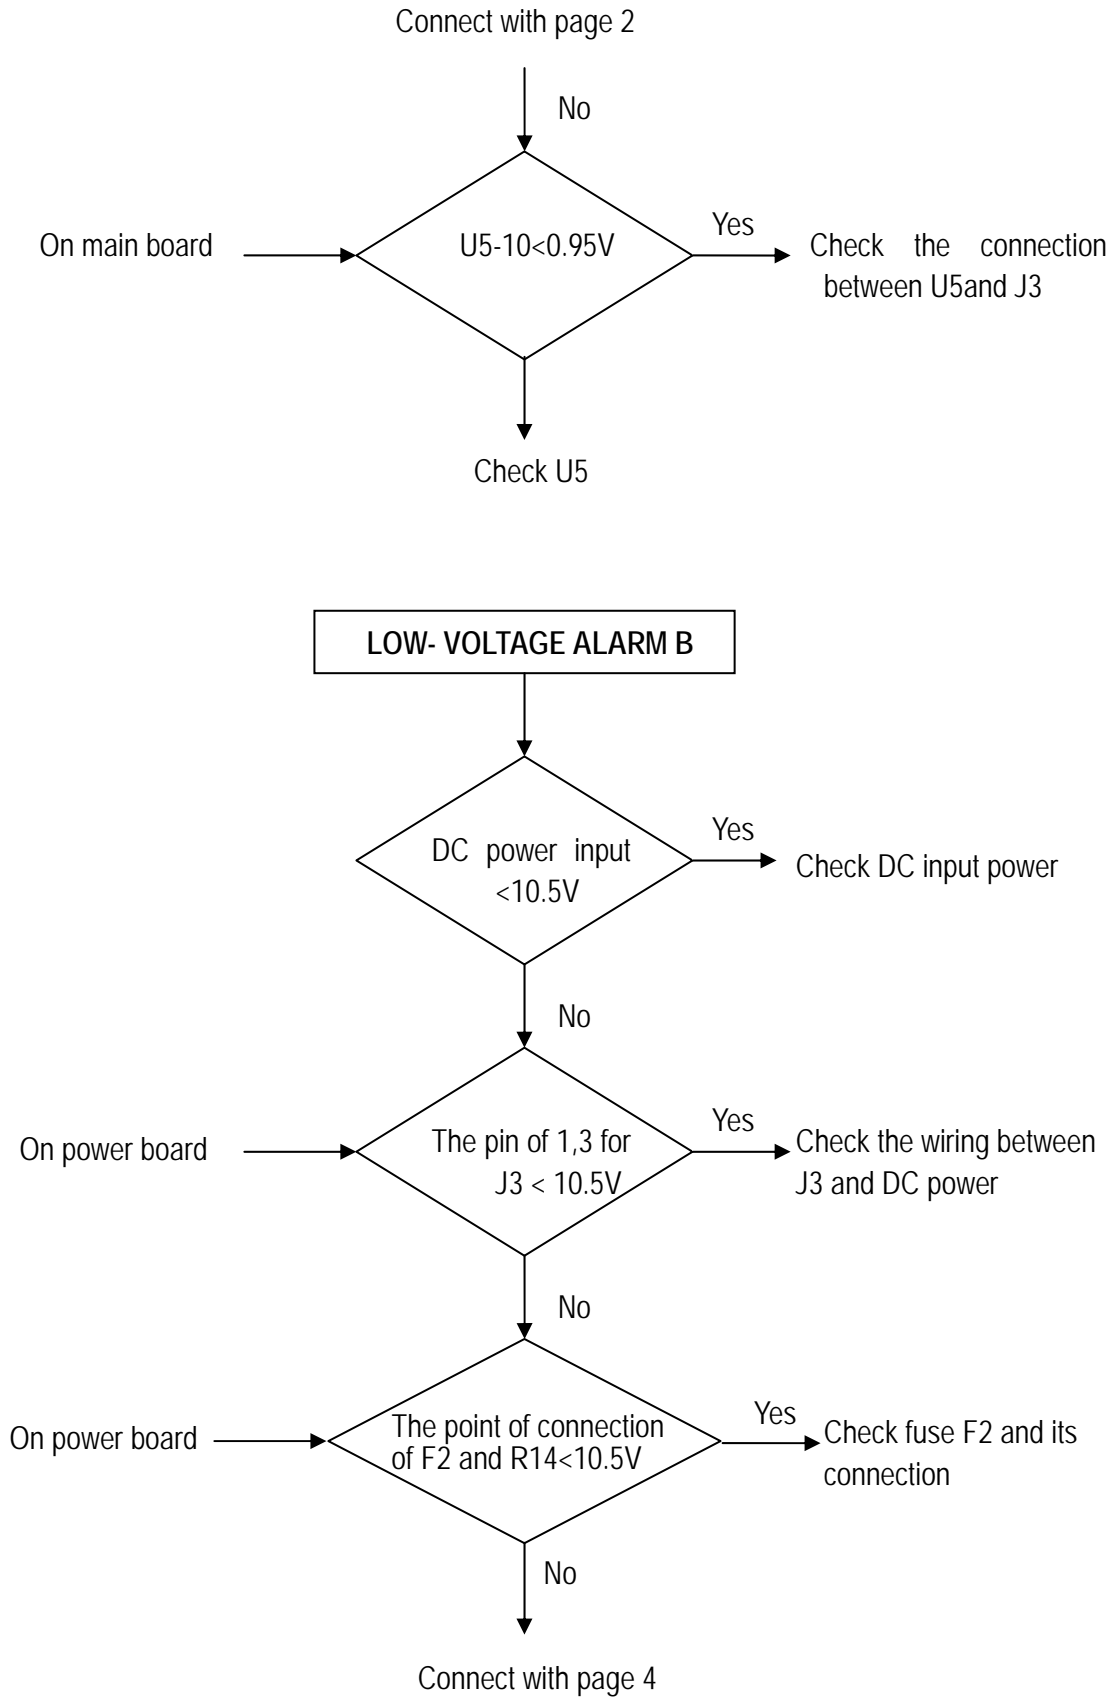 Connect with page 2
No
On main board
U5-10<0.95V
Yes
Check the connection
between U5and J3
Check U5
LOW- VOLTAGE ALARM B
DC power input
<10.5V
Yes
Check DC input power
No
On power board
The pin of 1,3 for
J3 < 10.5V
Yes
Check the wiring between
J3 and DC power
No
On power board
The point of connection
of F2 and R14<10.5V
Yes
Check fuse F2 and its
connection
No
Connect with page 4